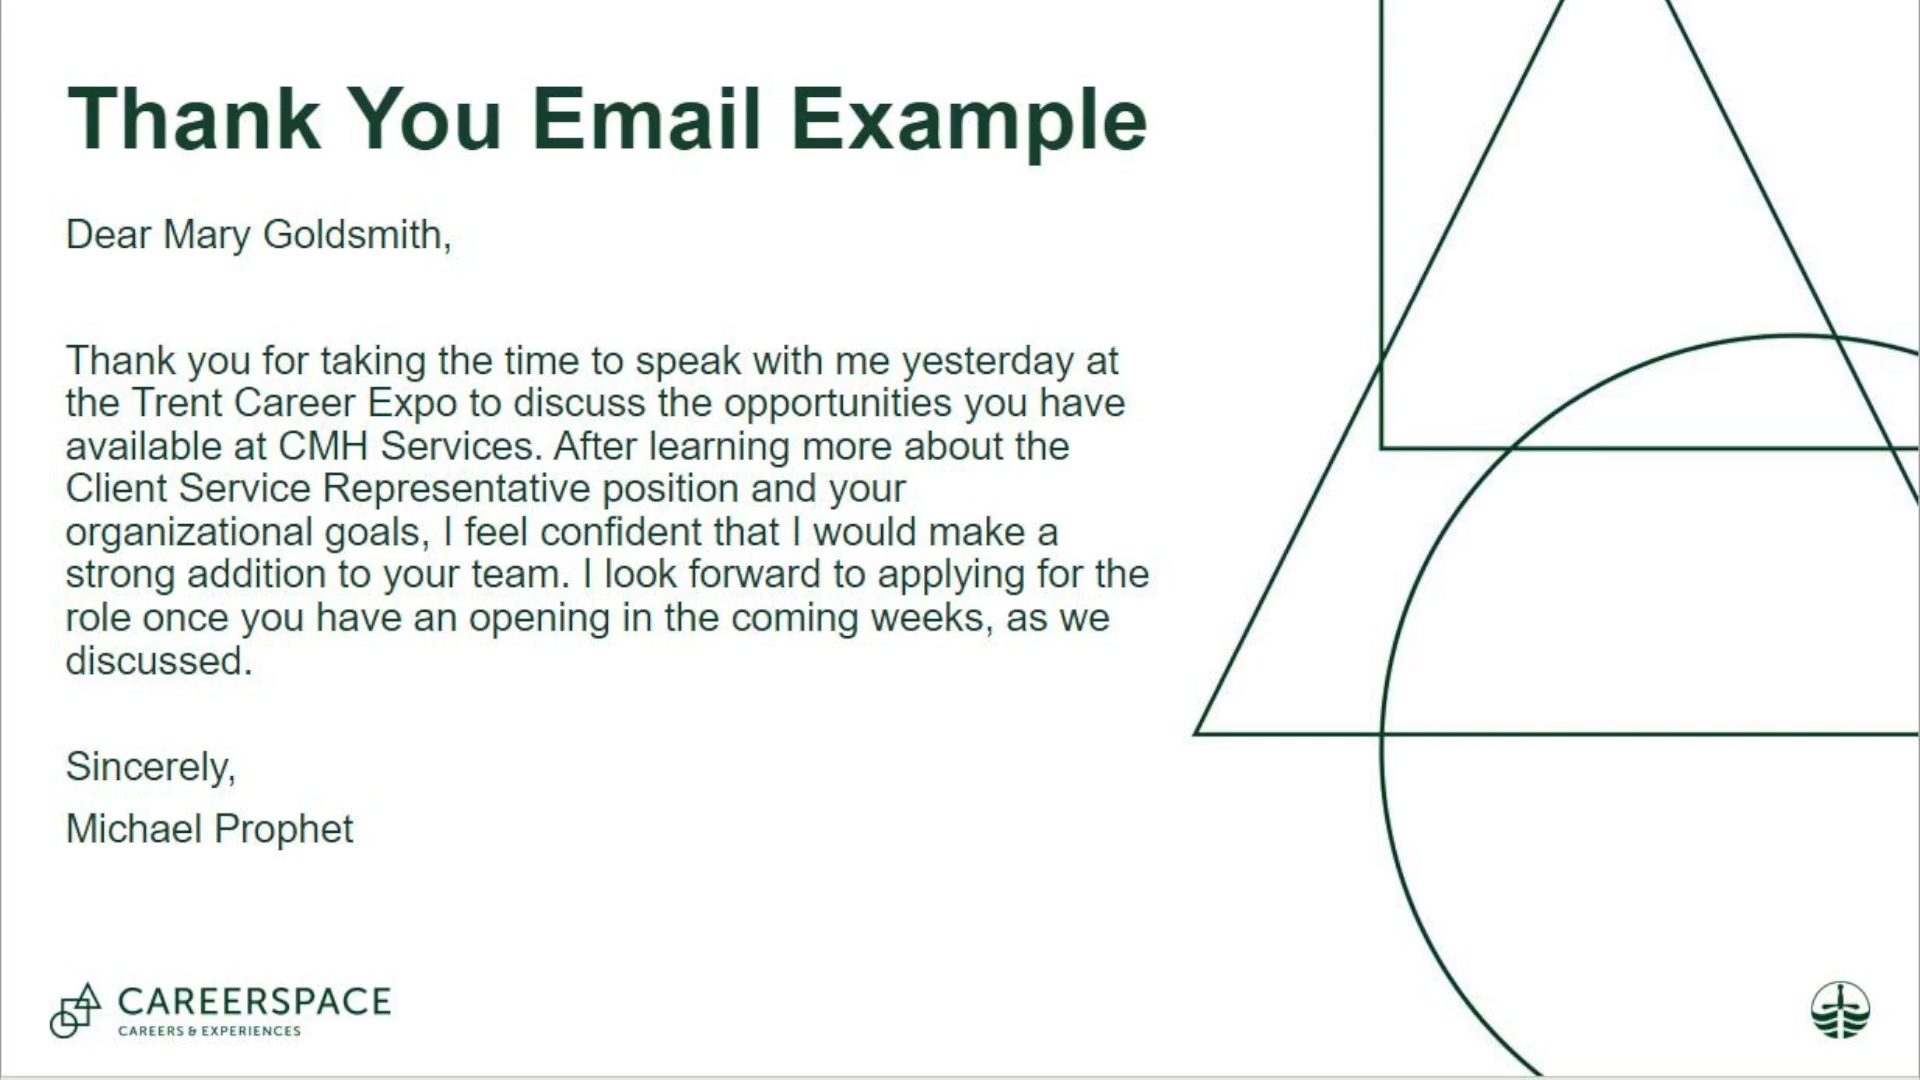 Thank You Email Example
Dear Mary Goldsmith,
Thank you for taking the time to speak with me yesterday at
the Trent Career Expo to discuss the opportunities you have
available at CMH Services. After learning more about the
Client Service Representative position and your
organizational goals, I feel confident that I would make a
strong addition to your team. I look forward to applying for the
role once you have an opening in the coming weeks, as we
discussed.
Sincerely,
Michael Prophet
CAREERSPACE
CAREERS & EXPERIENCES